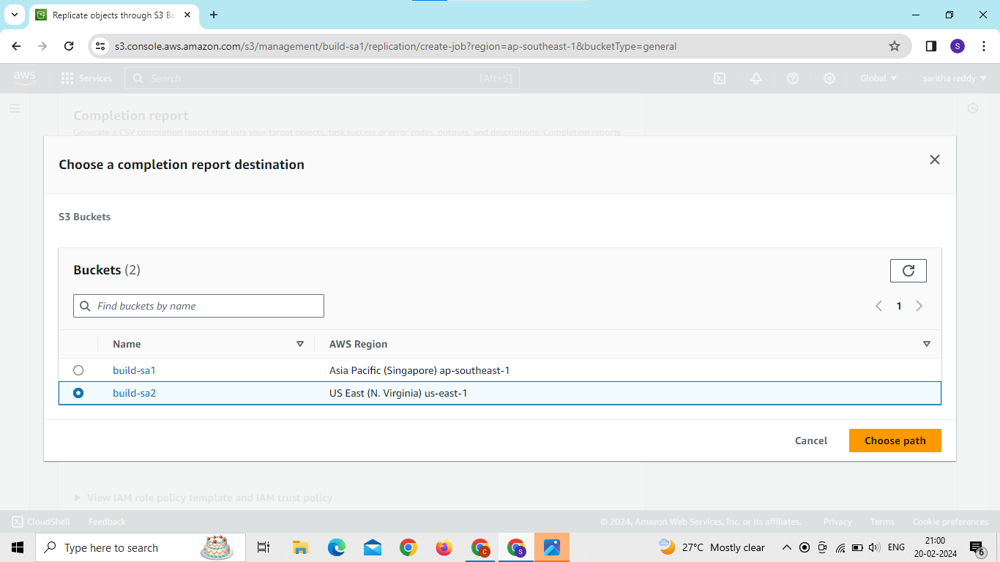 Replicate objects through S3 Ba
s3.console.aws.amazon.com/s3/management/build-sa1/replication/create-job?region=ap-southeast-1&bucketType=general
S
aws
Services
Search
[Alt+S]
Global
saritha reddy
Completion report
Generate a CSV completion report that lists your target objects, task success or error codes, outputs, and descriptions. Completion reports
Choose a completion report destination
S3 Buckets
Buckets (2)
Find buckets by name
1
Name
AWS Region
build-sa1
Asia Pacific (Singapore) ap-southeast-1
build-sa2
US East (N. Virginia) us-east-1
Cancel
Choose path
View IAM role policy template and IAM trust policy
CloudShell
Feedback
© 2024, Amazon Web Services, Inc. or its affiliates.
Privacy
Terms
Cookie preferences
Type here to search
C
S
27°C Mostly clear
ENG
21:00
20-02-2024
6